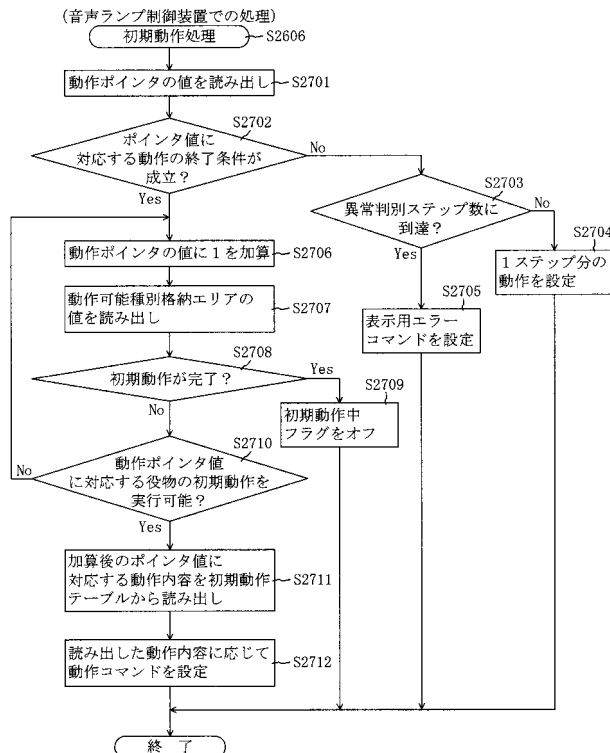 (音声ランプ制御装置での処理)
初期動作処理
S2606
動作ポインタの値を読み出し
S2701
S2702
ポインタ値に
対応する動作の終了条件が
成立?
No
Yes
S2703
異常判別ステップ数に
到達?
No
Yes
S2704
1ステップ分の
動作を設定
S2705
表示用エラー
コマンドを設定
動作ポインタの値に1を加算
S2706
動作可能種別格納エリアの
値を読み出し
S2707
S2708
初期動作が完了?
Yes
No
S2709
初期動作中
フラグをオフ
S2710
動作ポインタ値
に対応する役物の初期動作を
実行可能?
No
Yes
加算後のポインタ値に
対応する動作内容を初期動作
テーブルから読み出し
S2711
読み出した動作内容に応じて
動作コマンドを設定
S2712
終 了